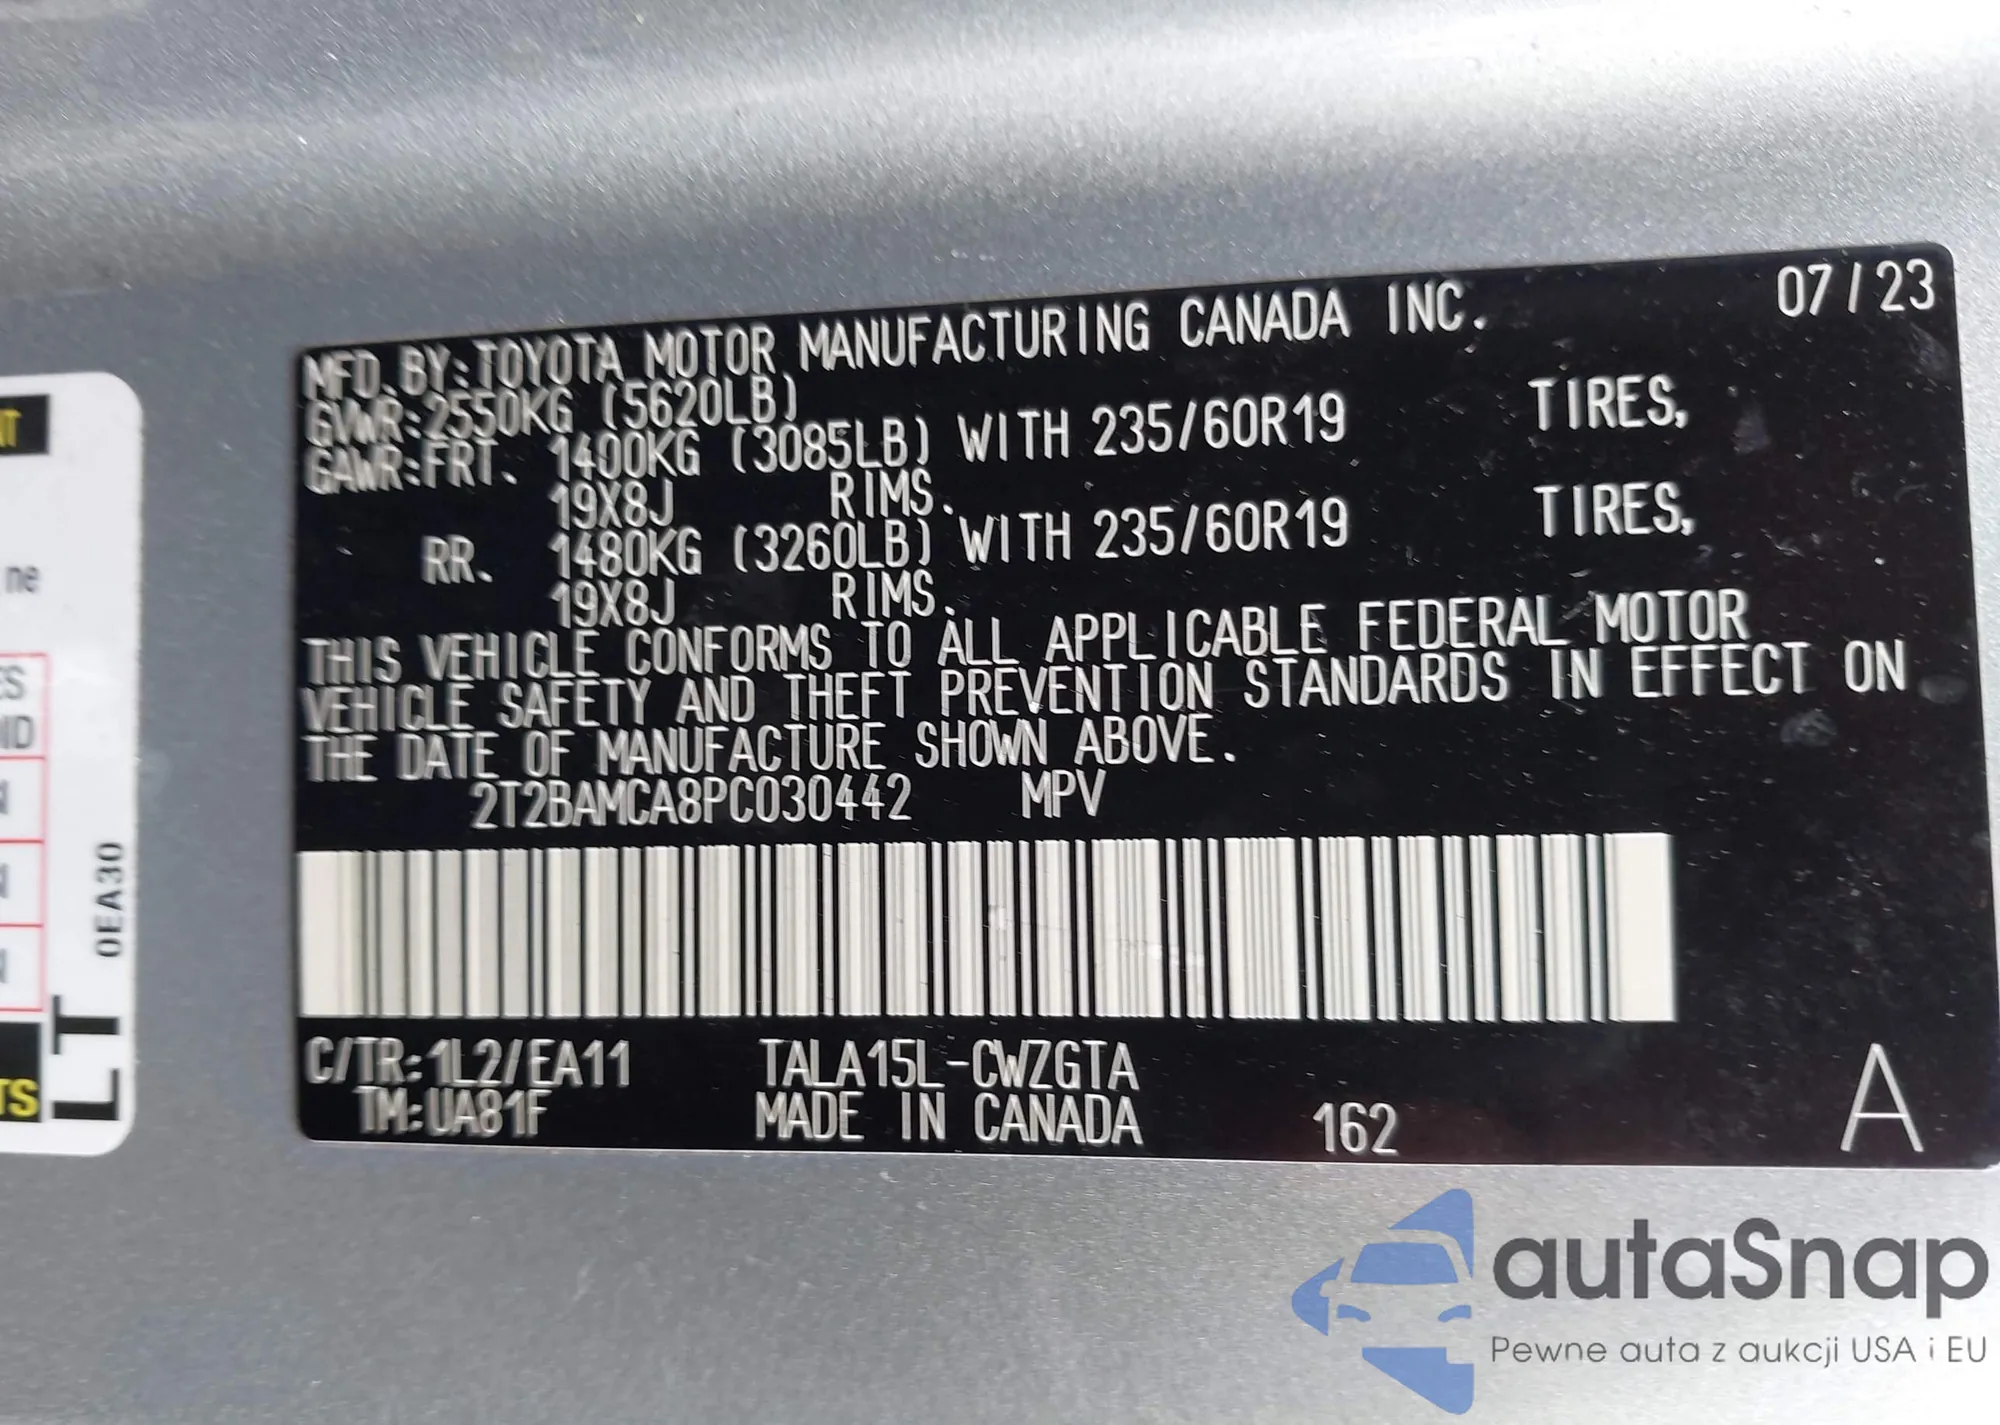 07/23
MFD. BY: TOYOTA MOTOR MANUFACTURING CANADA INC.
GVWR: 2550KG (5620LB)
GAWR: FRT. 1400KG (3085LB) WITH 235/60R19 TIRES,
19X8J RIMS.
RR. 1480KG (3260LB) WITH 235/60R19 TIRES,
19X8J RIMS.
THIS VEHICLE CONFORMS TO ALL APPLICABLE FEDERAL MOTOR
VEHICLE SAFETY AND THEFT PREVENTION STANDARDS IN EFFECT ON
THE DATE OF MANUFACTURE SHOWN ABOVE.
2T2BAMCA8PC030442 MPV
C/TR: 1L2/EA11 TALA15L-CWZGTA
TM: UA81F MADE IN CANADA 162 A
ne
0EA30
LT
autaSnap
Pewne auta z aukcji USA i EU